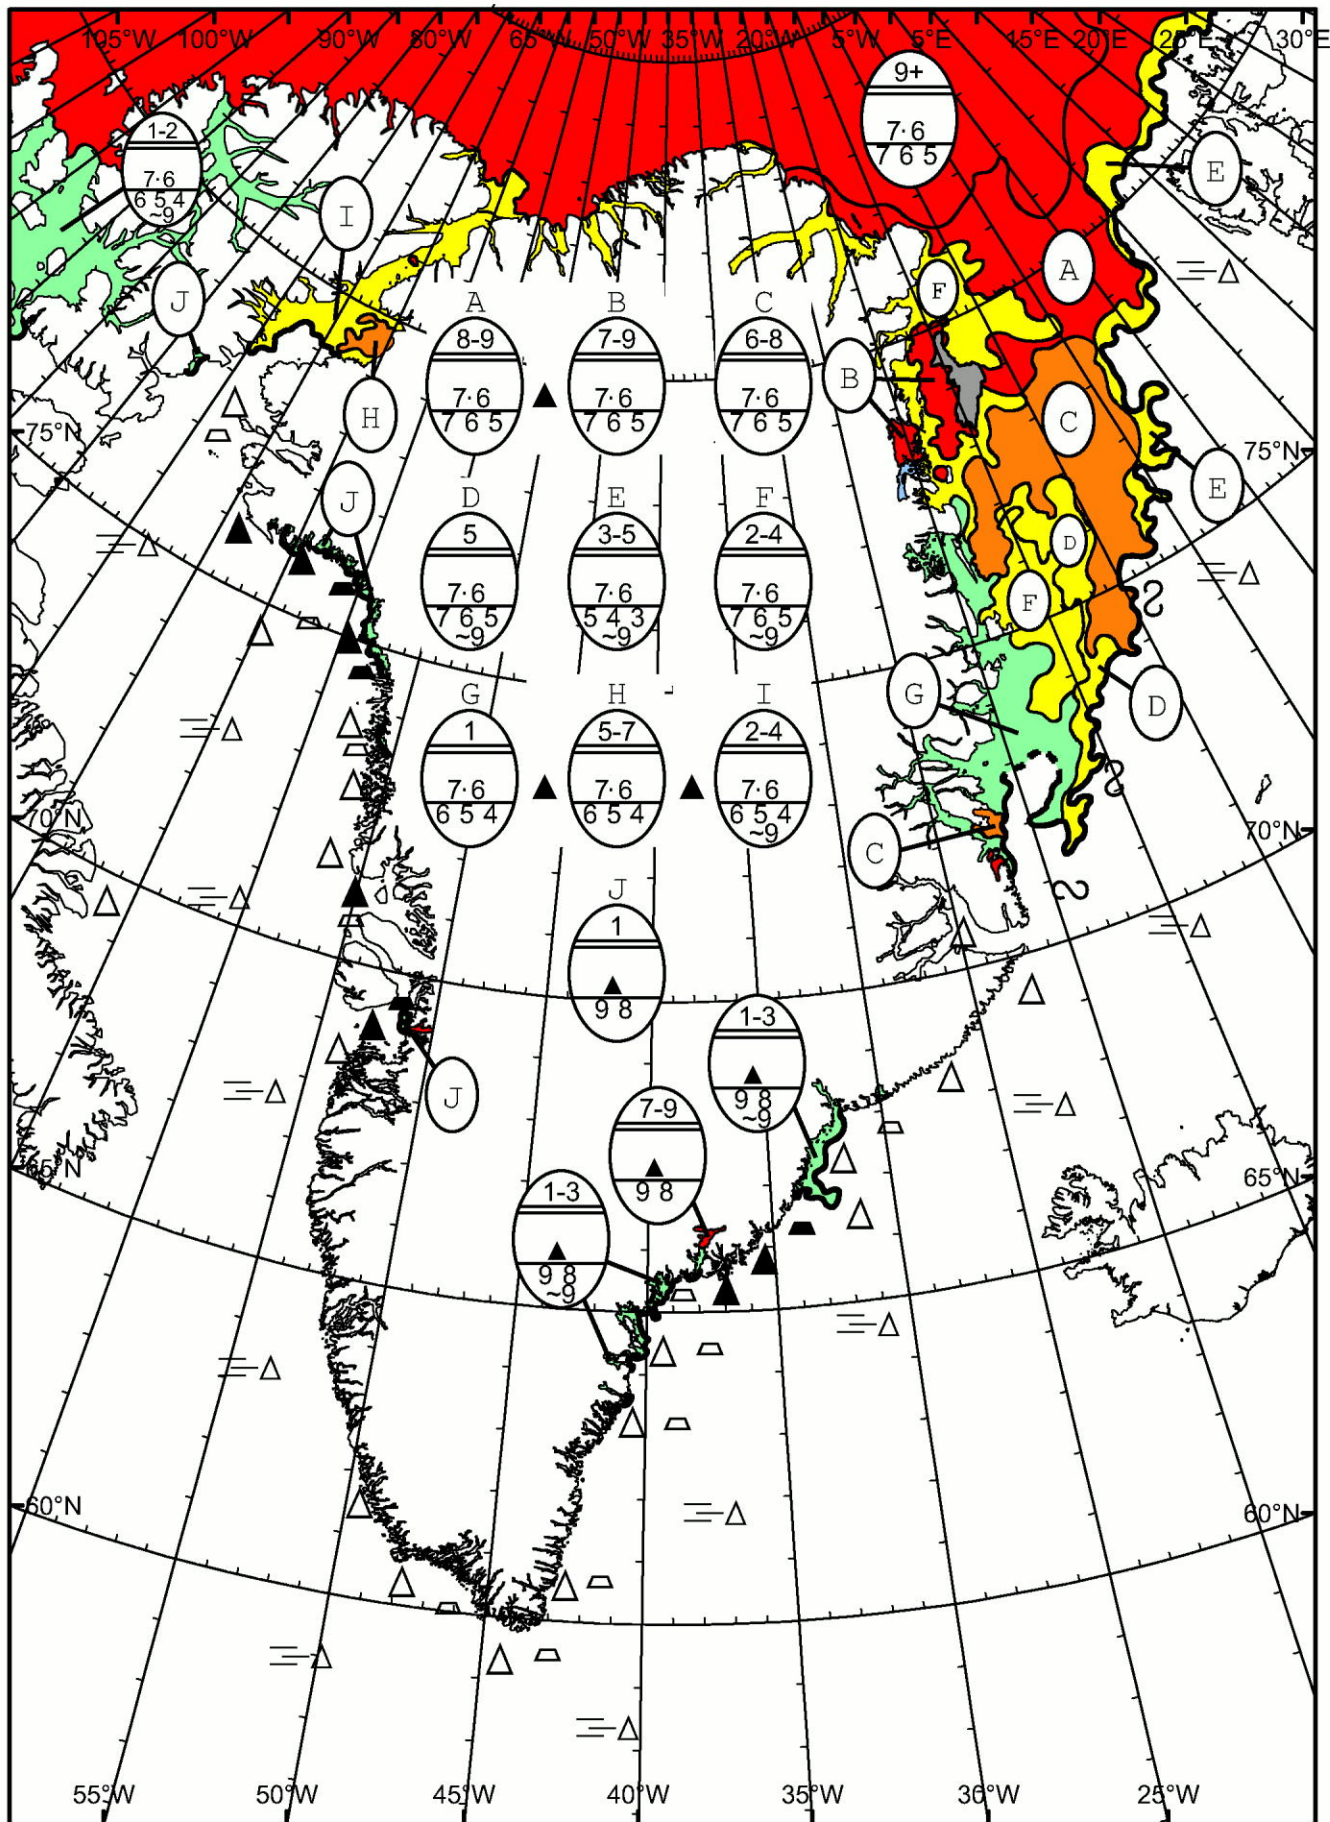 105°W 100°W 90°W 80°W 65°W 50°W 35°W 20°W 5°W 5°E 15°E 20°E 25°E 30°E
9+
7·6
7 6 5
1-2
7·6
6 5 4
~9
E
I
A
J
F
A B C
8-9 7-9 6-8
7·6 7·6 7·6
7 6 5 7 6 5 7 6 5
B
H
C
75°N 75°N
J
E
D E F
5 3-5 2-4
7·6 7·6 7·6
7 6 5 5 4 3 7 6 5
~9 ~9 ~9
D
F
G
D
G H I
1 5-7 2-4
7·6 7·6 7·6
6 5 4 6 5 4 6 5 4
~9
70°N 70°N
C
J
1
9 8
1-3
9 8
~9
J
7-9
9 8
65°N 65°N
1-3
9 8
~9
60°N 60°N
55°W 50°W 45°W 40°W 35°W 30°W 25°W